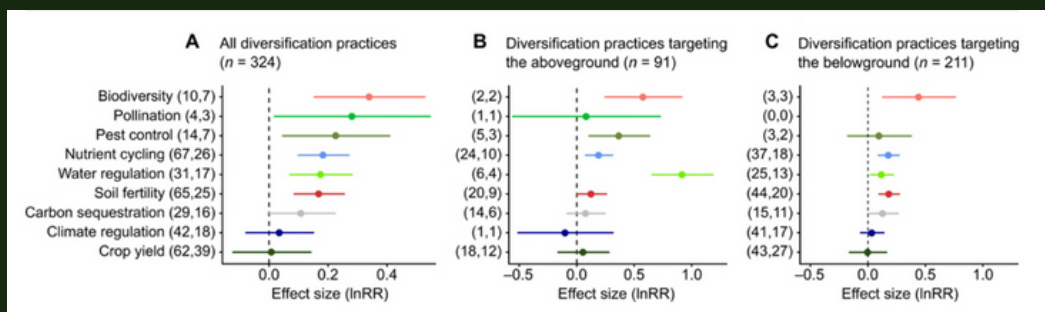 A All diversification practices
(n = 324)
Biodiversity (10,7)
Pollination (4,3)
Pest control (14,7)
Nutrient cycling (67,26)
Water regulation (31,17)
Soil fertility (65,25)
Carbon sequestration (29,16)
Climate regulation (42,18)
Crop yield (62,39)
0.0 0.4
Effect size (lnRR)
B Diversification practices targeting
the aboveground (n = 91)
(2,2)
(1,1)
(5,3)
(24,10)
(6,4)
(20,9)
(14,6)
(1,1)
(18,12)
−0.5 0.0 0.5 1.0
Effect size (lnRR)
C Diversification practices targeting
the belowground (n = 211)
(3,3)
(0,0)
(3,2)
(37,18)
(25,13)
(44,20)
(15,11)
(41,17)
(43,27)
−0.5 0.0 0.5 1.0
Effect size (lnRR)